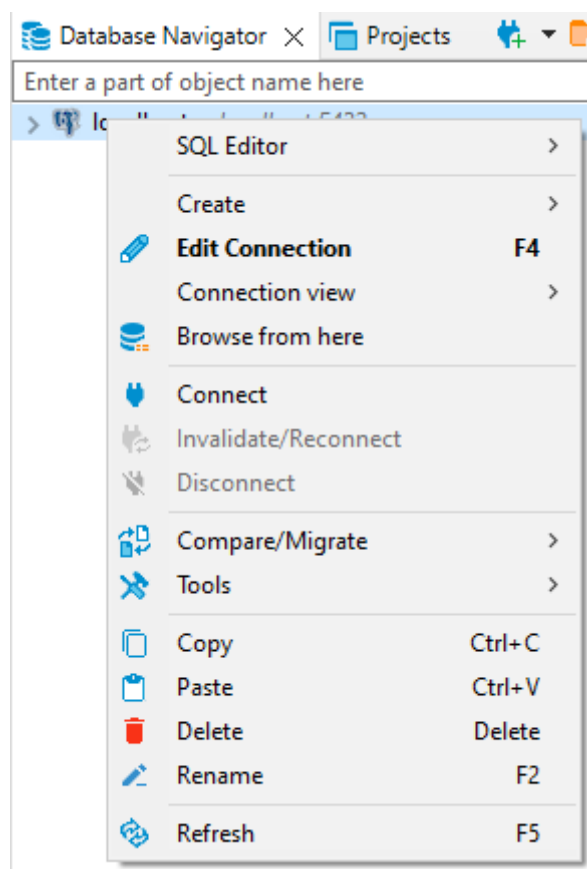 Database Navigator Projects
Enter a part of object name here
SQL Editor
Create
Edit Connection F4
Connection view
Browse from here
Connect
Invalidate/Reconnect
Disconnect
Compare/Migrate
Tools
Copy Ctrl+C
Paste Ctrl+V
Delete Delete
Rename F2
Refresh F5